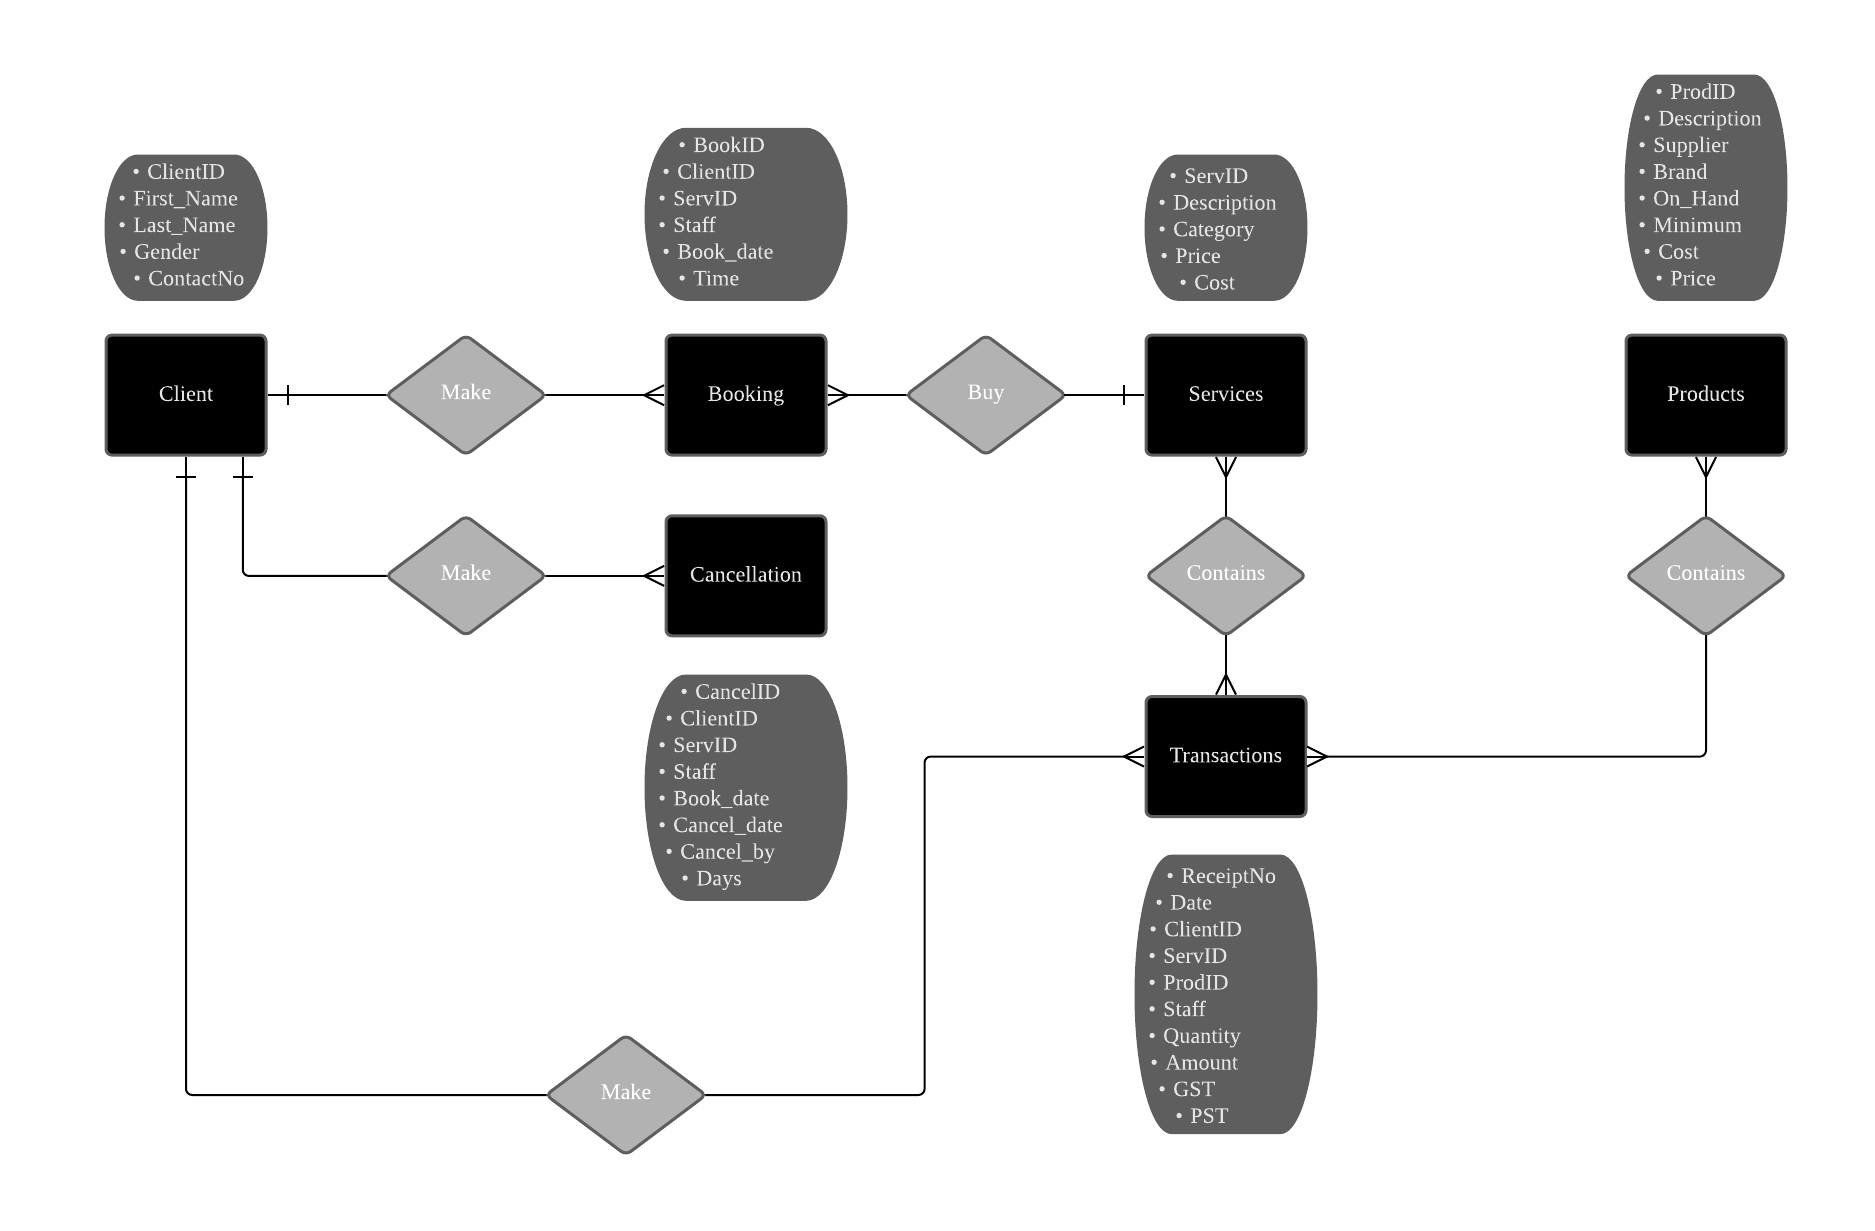 • ClientID
• First_Name
• Last_Name
• Gender
• ContactNo
• BookID
• ClientID
• ServID
• Staff
• Book_date
• Time
• ServID
• Description
• Category
• Price
• Cost
• ProdID
• Description
• Supplier
• Brand
• On_Hand
• Minimum
• Cost
• Price
Client
Make
Booking
Buy
Services
Products
Make
Cancellation
Contains
Contains
• CancelID
• ClientID
• ServID
• Staff
• Book_date
• Cancel_date
• Cancel_by
• Days
Transactions
• ReceiptNo
• Date
• ClientID
• ServID
• ProdID
• Staff
• Quantity
• Amount
• GST
• PST
Make